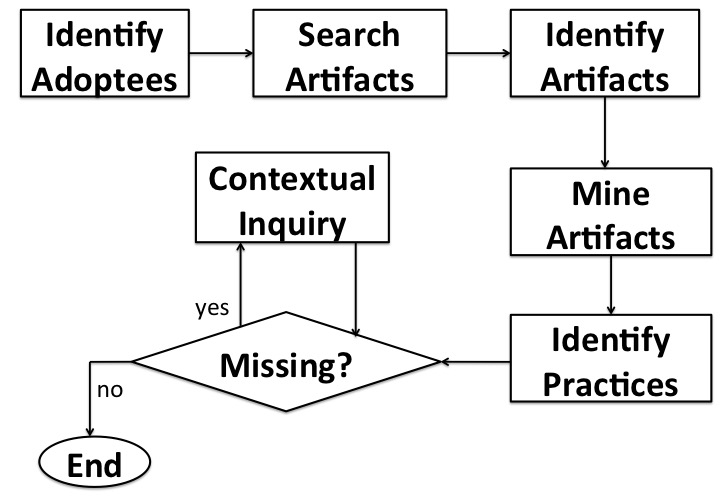 Identify
Adoptees
Search
Artifacts
Identify
Artifacts
Contextual
Inquiry
Mine
Artifacts
yes
Missing?
Identify
Practices
no
End